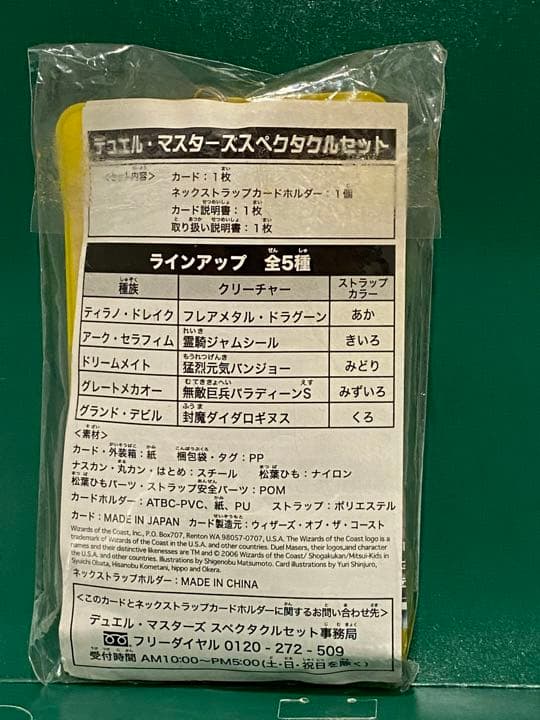 デュエル・マスターズスペクタクルセット
<セット内容> カード：1枚
ネックストラップカードホルダー：1個
カード説明書：1枚
取り扱い説明書：1枚
ラインアップ 全5種
種族 クリーチャー ストラップカラー
ティラノ・ドレイク フレアメタル・ドラグーン あか
アーク・セラフィム 霊騎ジャムシール きいろ
ドリームメイト 猛烈元気バンジョー みどり
グレートメカオー 無敵巨兵パラディーンS みずいろ
グランド・デビル 封魔ダイダロギヌス くろ
<素材>
カード・外装箱：紙 梱包袋・タグ：PP
ナスカン・丸カン・はとめ：スチール 松葉ひも：ナイロン
松葉ひもパーツ・ストラップ安全パーツ：POM
カードホルダー：ATBC-PVC、紙、PU ストラップ：ポリエステル
カード：MADE IN JAPAN カード製造元：ウィザーズ・オブ・ザ・コースト
Wizards of the Coast, Inc., P.O. Box707, Renton WA 98057-0707, U.S.A. The Wizards of the Coast logo is a
trademark of Wizards of the Coast in the U.S.A. and other countries. Duel Masers, their logos,and character
names and their distinctive likenesses are TM and © 2006 Wizards of the Coast/ Shogakukan/Mitsui-Kids in
the U.S.A. and other countries. Illustrations by Shigenobu Matsumoto. Card illustrations by Yuri Shinjuro,
Syuichi Obata, Hisanobu Kometani, hippo and Okera.
ネックストラップホルダー：MADE IN CHINA
<このカードとネックストラップカードホルダーに関するお問い合わせ先>
デュエル・マスターズ スペクタクルセット事務局
フリーダイヤル 0120-272-509
受付時間 AM10:00〜PM5:00(土・日・祝日を除く)